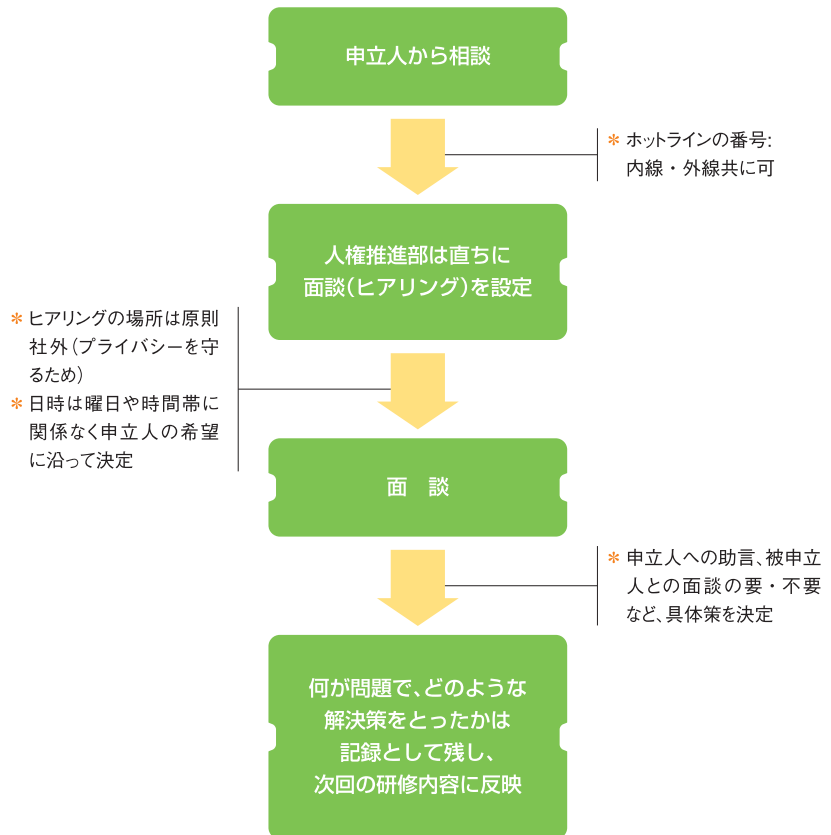 申立人から相談
* ホットラインの番号:
内線・外線共に可
人権推進部は直ちに
面談(ヒアリング)を設定
* ヒアリングの場所は原則
社外(プライバシーを守
るため)
* 日時は曜日や時間帯に
関係なく申立人の希望
に沿って決定
面 談
* 申立人への助言、被申立
人との面談の要・不要
など、具体策を決定
何が問題で、どのような
解決策をとったかは
記録として残し、
次回の研修内容に反映